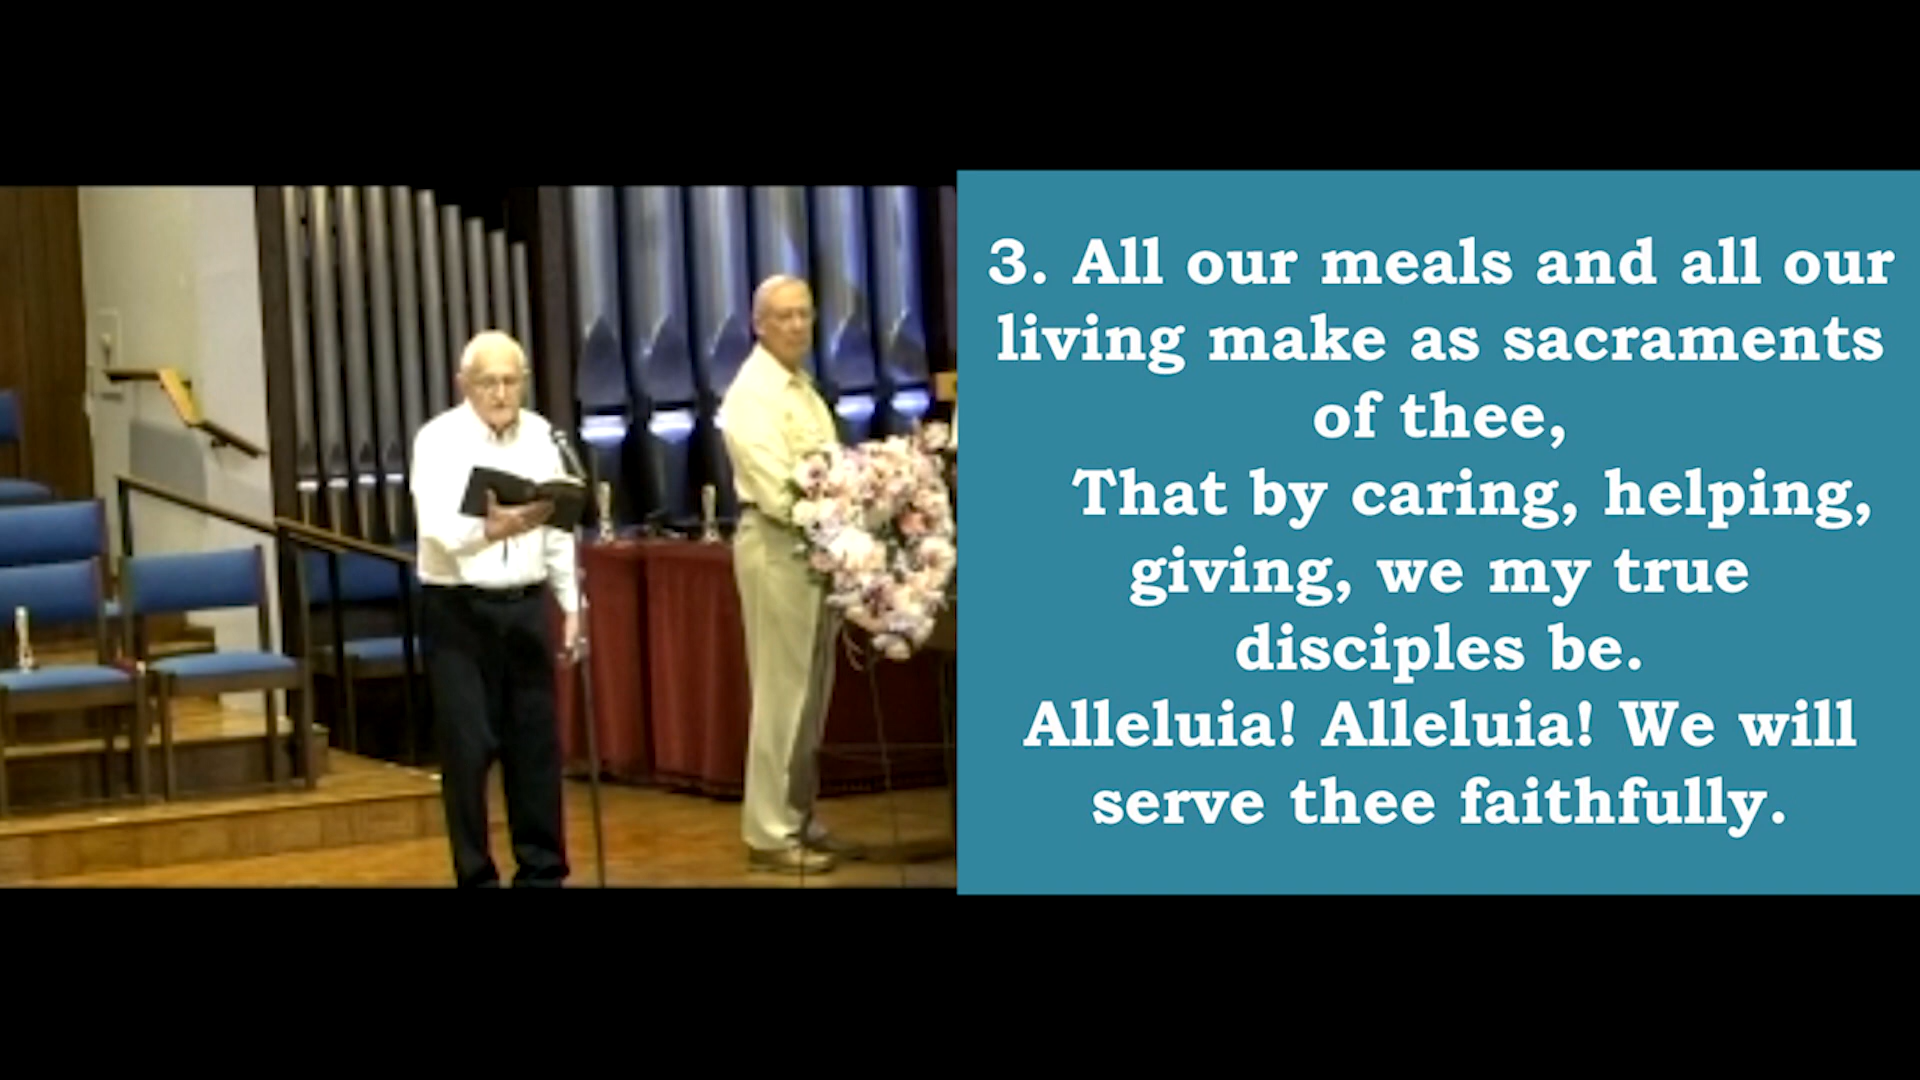 3. All our meals and all our
living make as sacraments
of thee,
That by caring, helping,
giving, we my true
disciples be.
Alleluia! Alleluia! We will
serve thee faithfully.